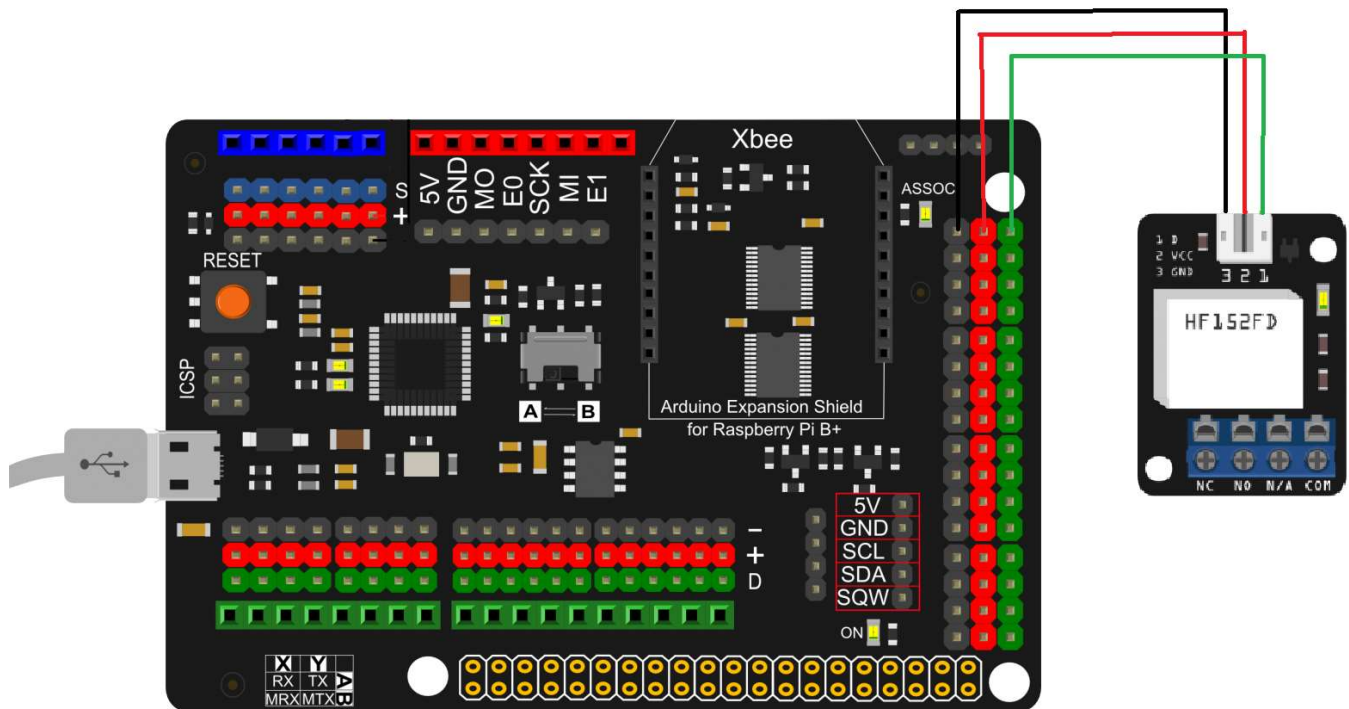 Xbee
S
+
5V
GND
MO
E0
SCK
MI
E1
ASSOC
RESET
ICSP
A
B
Arduino Expansion Shield
for Raspberry Pi B+
1 D
2 VCC
3 GND
3 2 1
HF152FD
NC NO N/A COM
5V
GND
SCL
SDA
SQW
-
+
D
ON
X Y
RX TX A
MRX MTX B